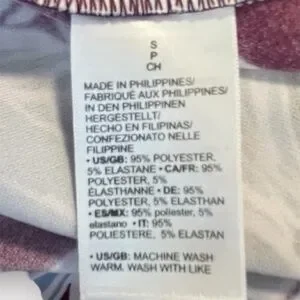 S
P
CH
MADE IN PHILIPPINES/
FABRIQUÉ AUX PHILIPPINES/
IN DEN PHILIPPINEN
HERGESTELLT/
HECHO EN FILIPINAS/
CONFEZIONATO NELLE
FILIPPINE
• US/GB: 95% POLYESTER,
5% ELASTANE • CA/FR: 95%
POLYESTER, 5%
ÉLASTHANNE • DE: 95%
POLYESTER, 5% ELASTHAN
• ES/MX: 95% poliester, 5%
elastano • IT: 95%
POLIESTERE, 5% ELASTAN
• US/GB: MACHINE WASH
WARM. WASH WITH LIKE